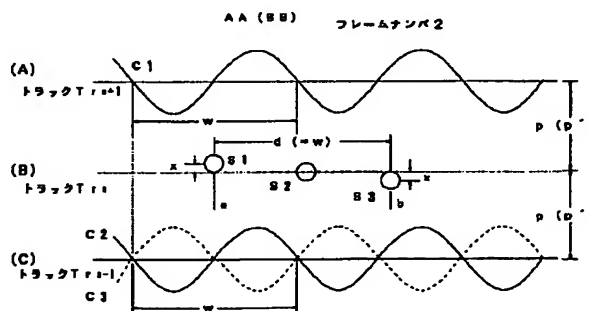 AA (BB) フレームナンバ2
(A) C1
トラックTrn+1
w
d (=w)
p (p'
x S1
(B)
トラックTrn
S2
x
S3
a
b
p (p'
C2
(C)
トラックTrn-1
C3
w